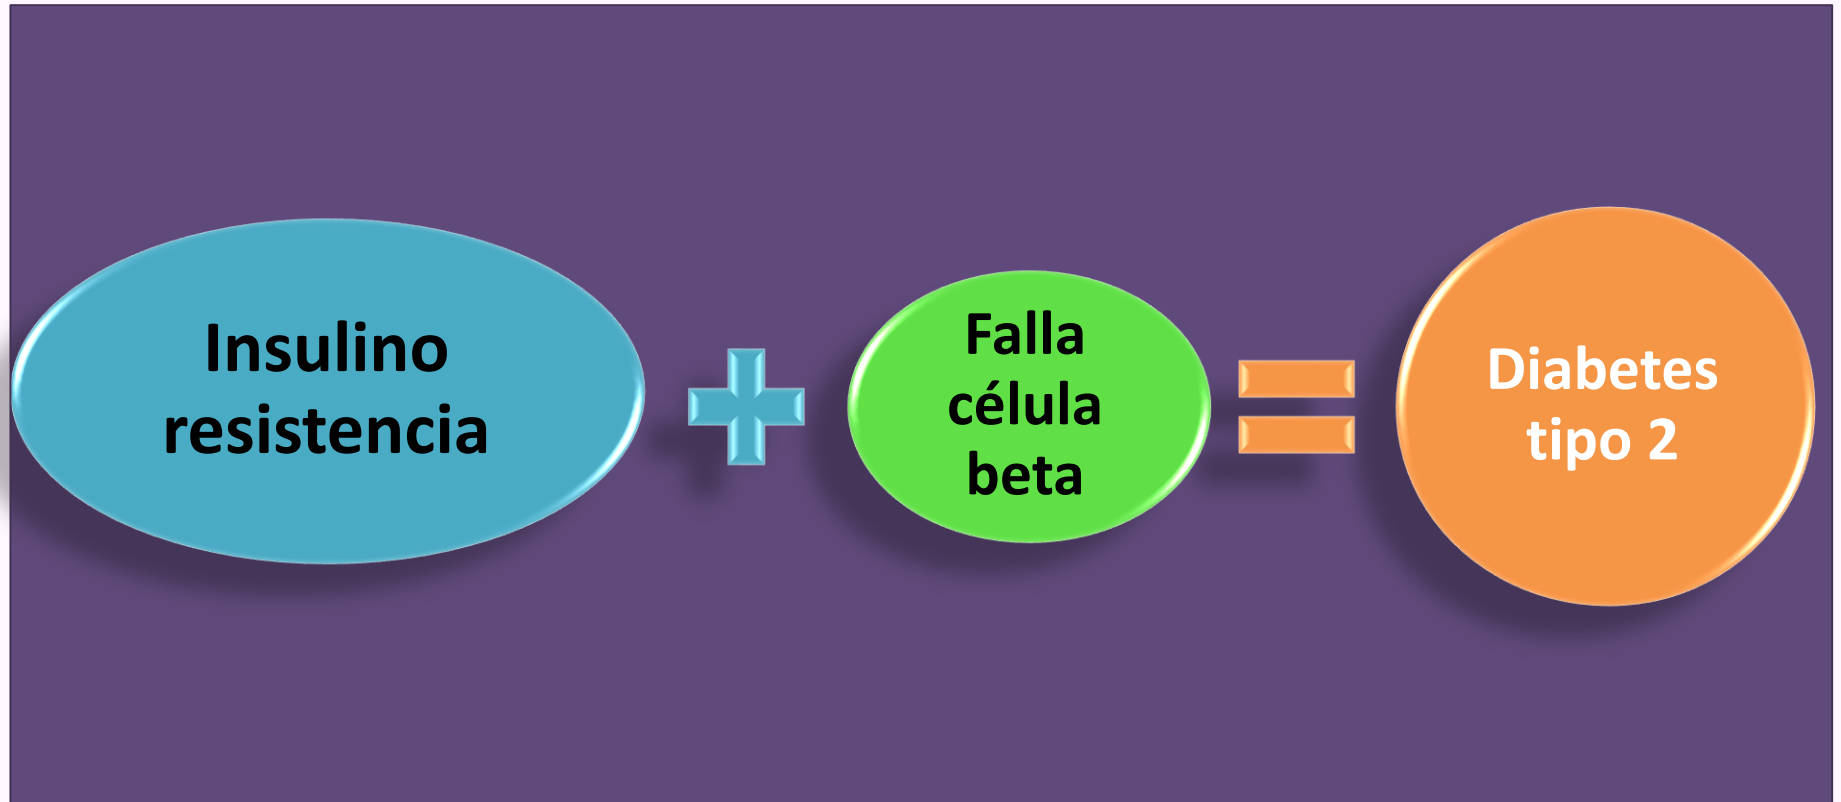 Insulino
resistencia
Falla
célula
beta
Diabetes
tipo 2